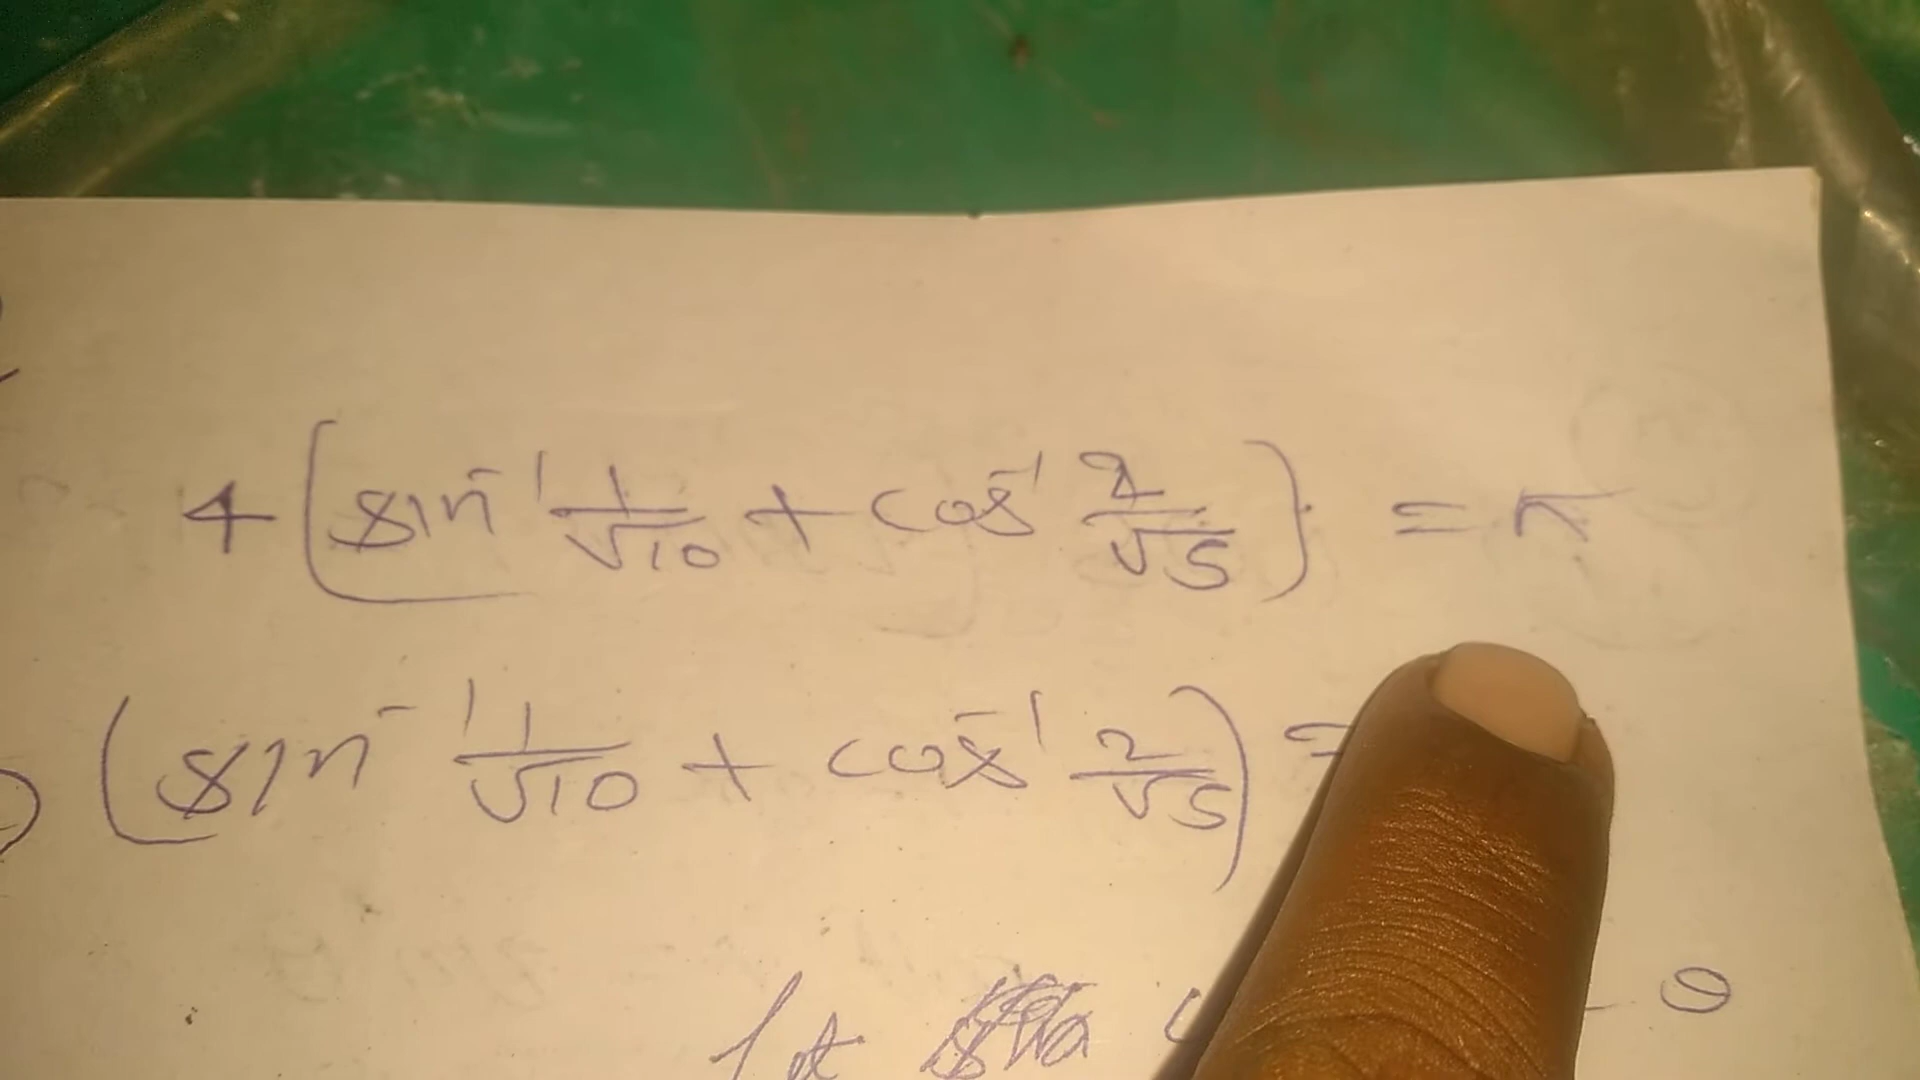 4(sin⁻¹ 1/√10 + cos⁻¹ 2/√5) = π
(sin⁻¹ 1/√10 + cos⁻¹ 2/√5) =
θ